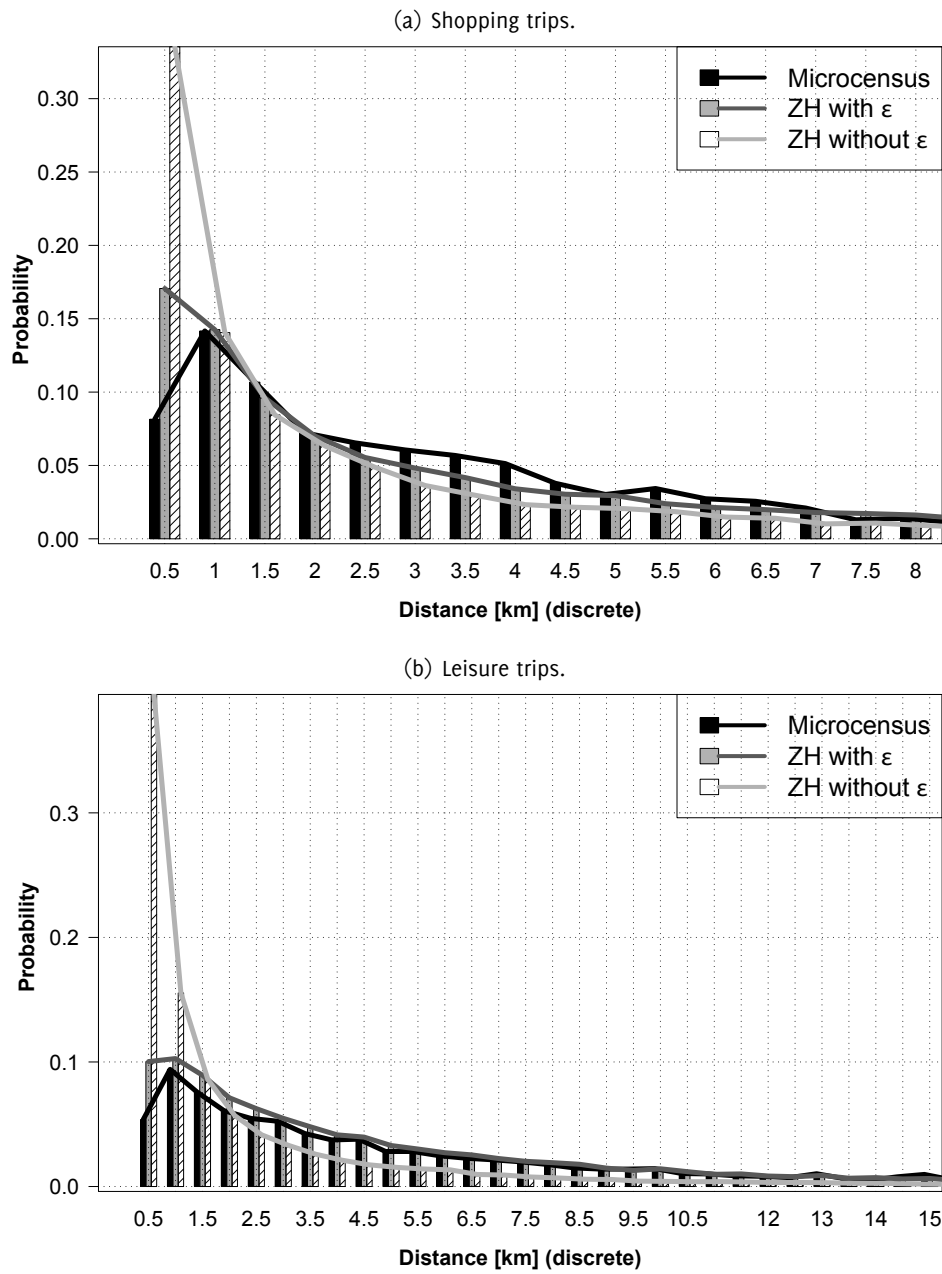 (a) Shopping trips.
Microcensus
ZH with ε
ZH without ε
Probability
0.30
0.25
0.20
0.15
0.10
0.05
0.00
0.5 1 1.5 2 2.5 3 3.5 4 4.5 5 5.5 6 6.5 7 7.5 8
Distance [km] (discrete)
(b) Leisure trips.
Microcensus
ZH with ε
ZH without ε
Probability
0.3
0.2
0.1
0.0
0.5 1.5 2.5 3.5 4.5 5.5 6.5 7.5 8.5 9.5 10.5 12 13 14 15
Distance [km] (discrete)